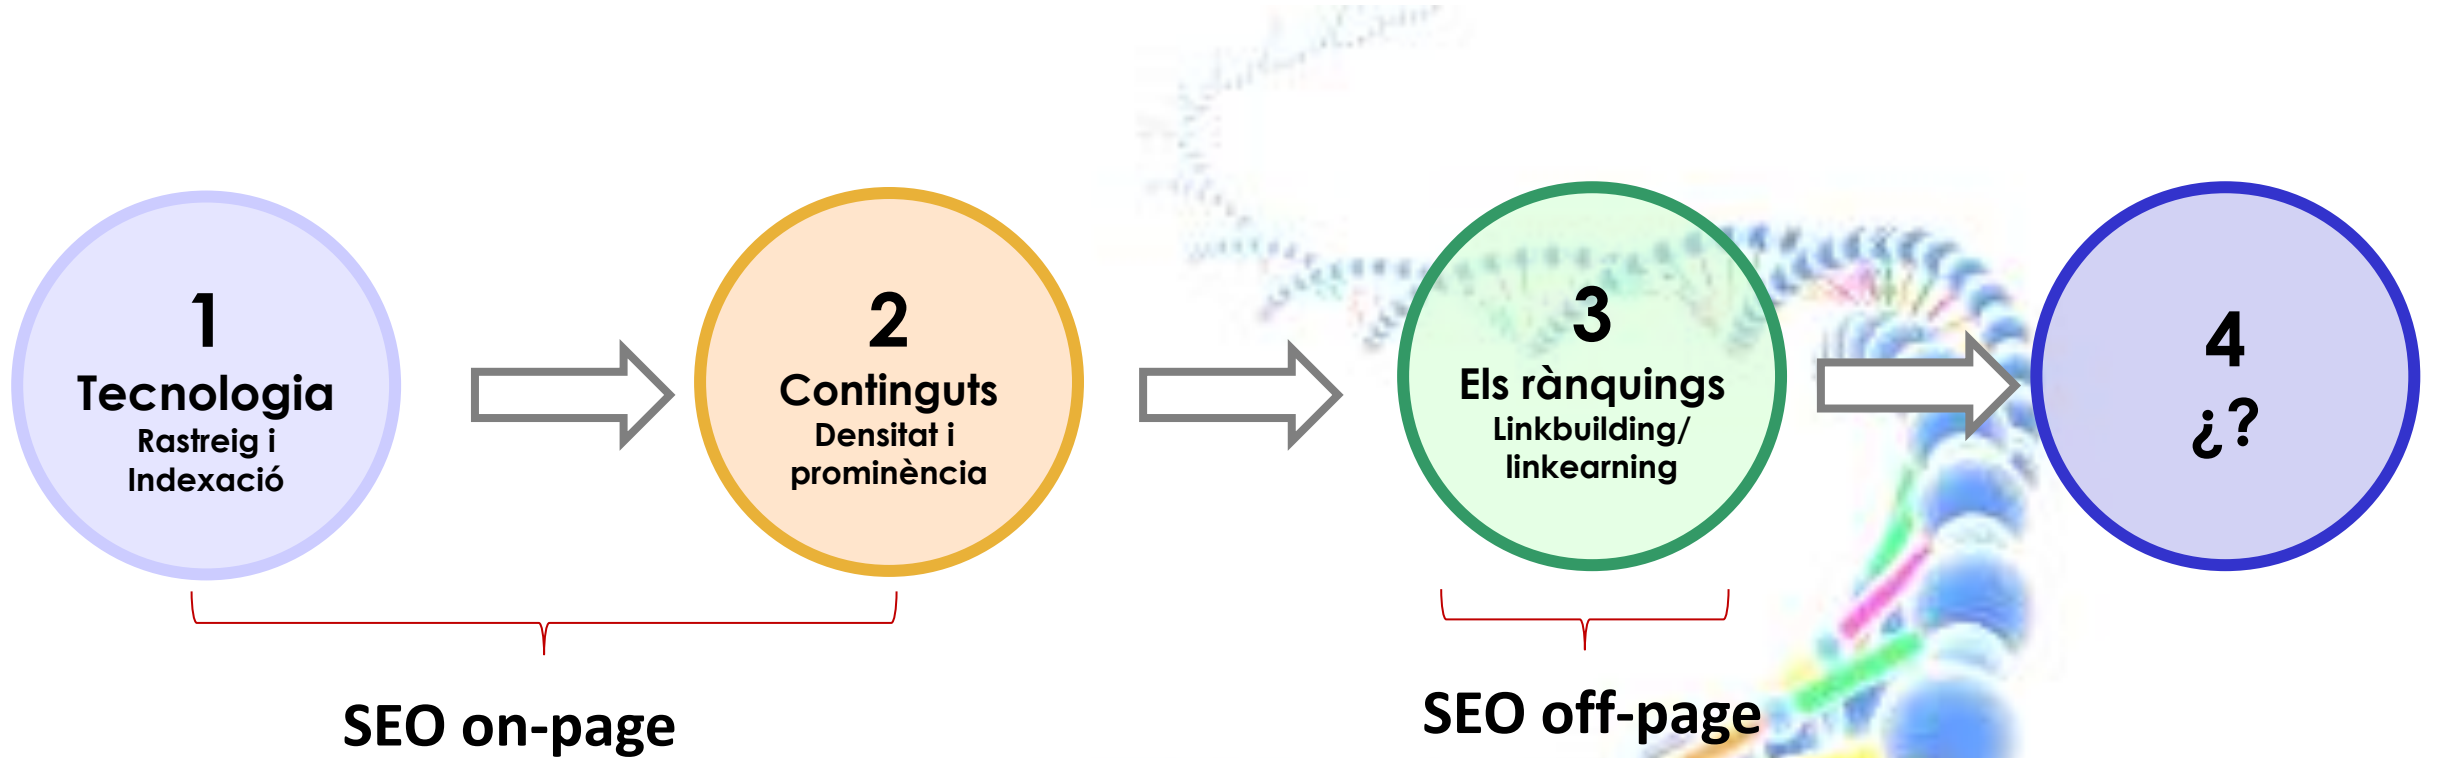 1
Tecnologia
Rastreig i
Indexació
2
Continguts
Densitat i
prominència
3
Els rànquings
Linkbuilding/
linkearning
4
¿?
SEO on-page
SEO off-page